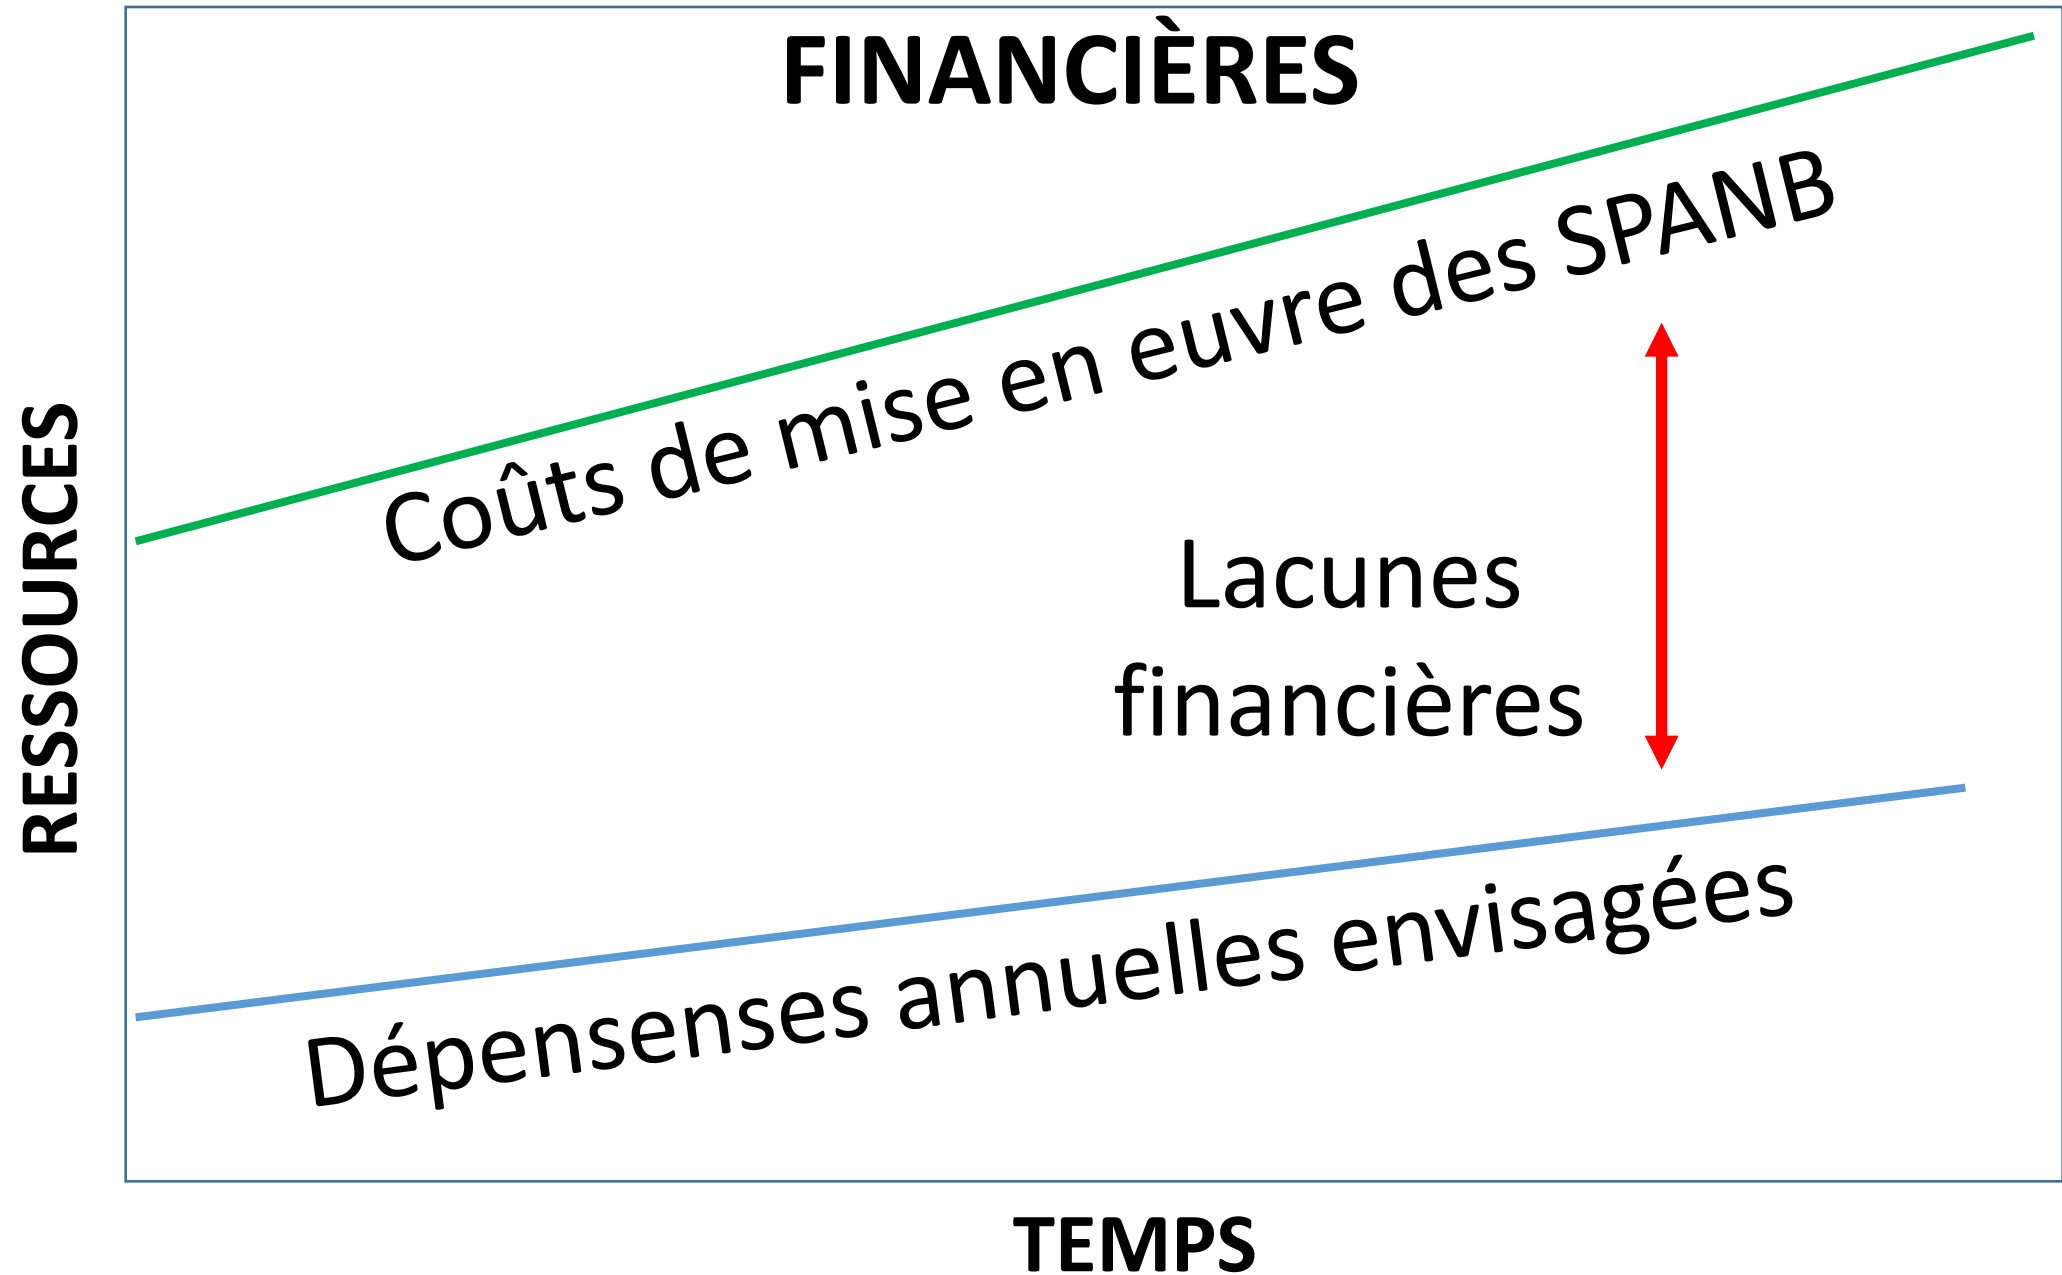 FINANCIÈRES
Coûts de mise en euvre des SPANB
Lacunes
financières
Dépensenses annuelles envisagées
RESSOURCES
TEMPS